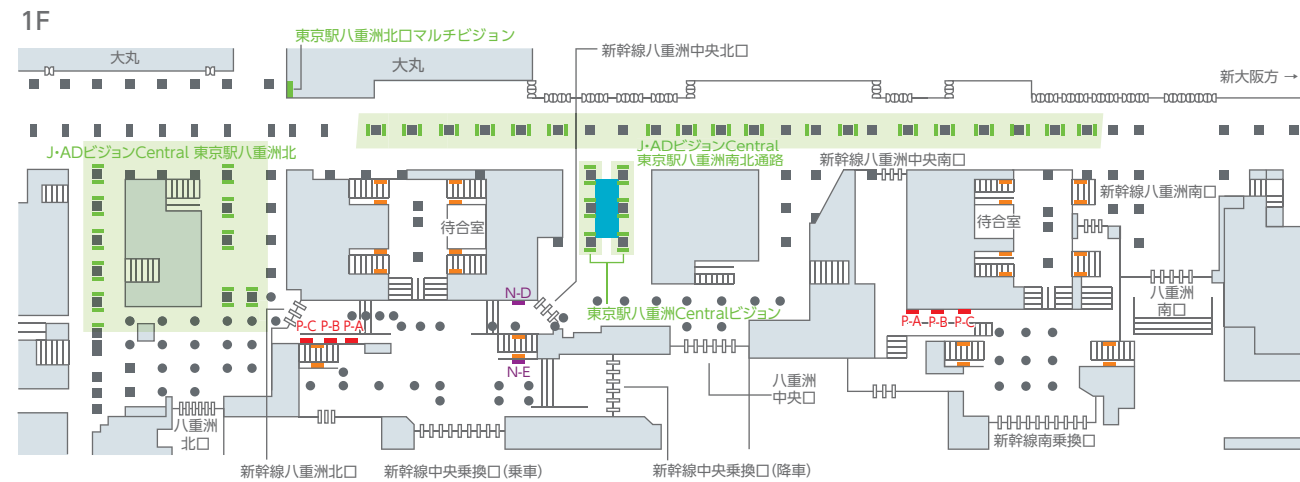 1F
東京駅八重洲北口マルチビジョン
大丸
大丸
新幹線八重洲中央北口
新大阪方 →
J・ADビジョンCentral 東京駅八重洲北
J・ADビジョンCentral
東京駅八重洲南北通路
新幹線八重洲中央南口
新幹線八重洲南口
待合室
待合室
N-D
八重洲
南口
東京駅八重洲Centralビジョン
P-C P-B P-A
P-A P-B P-C
N-E
八重洲
中央口
八重洲
北口
新幹線南乗換口
新幹線八重洲北口
新幹線中央乗換口(乗車)
新幹線中央乗換口(降車)